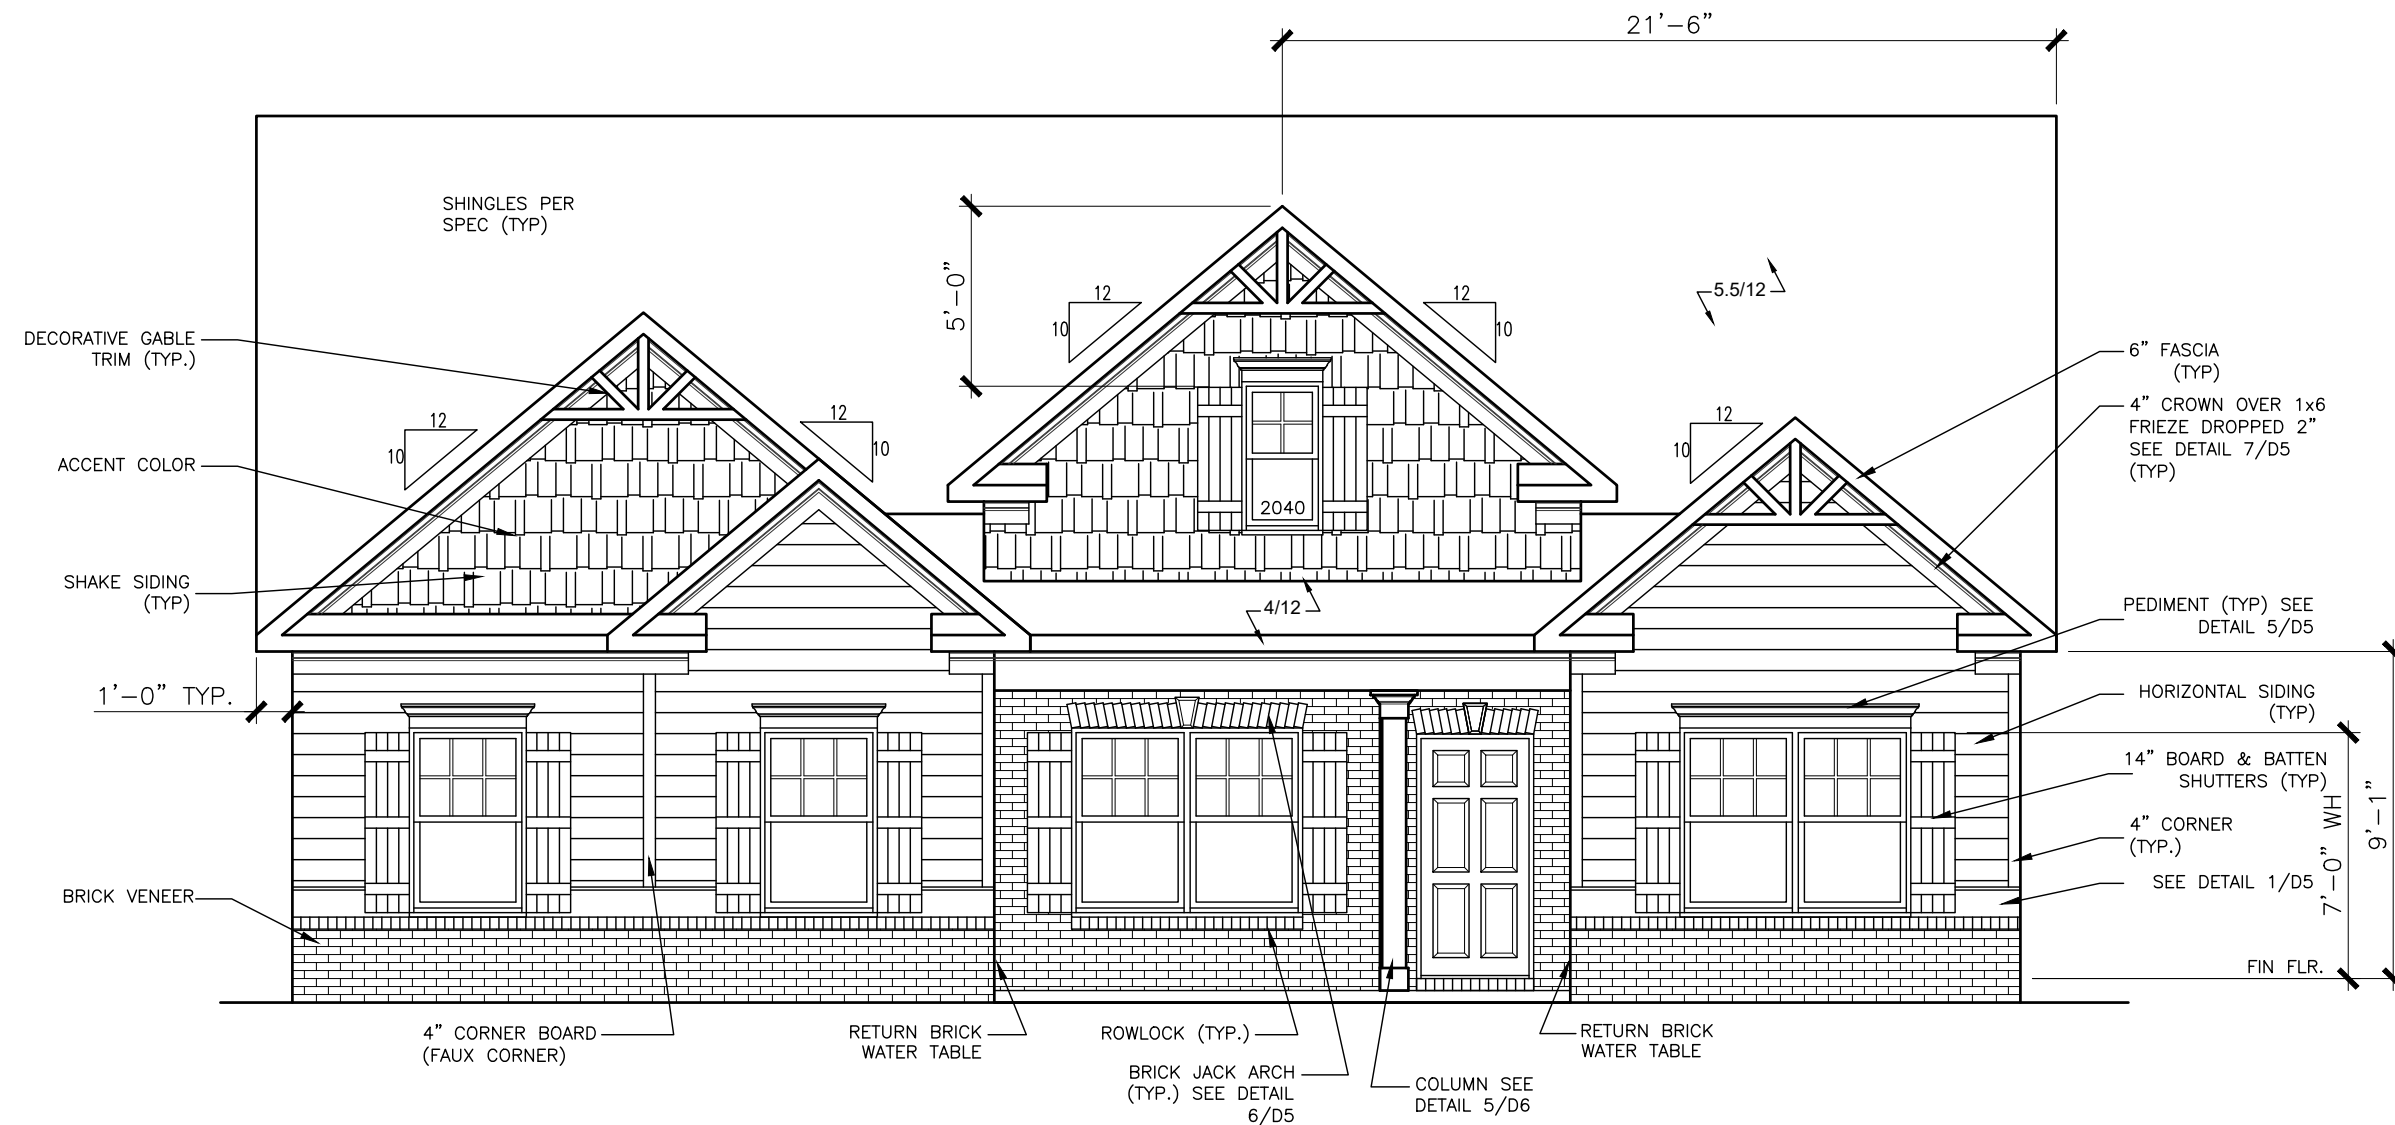 21'-6"
SHINGLES PER
SPEC (TYP)
5'-0"
12
10
12
10
5.5/12
DECORATIVE GABLE
TRIM (TYP.)
6" FASCIA
(TYP)
4" CROWN OVER 1x6
FRIEZE DROPPED 2"
SEE DETAIL 7/D5
(TYP)
12
10
12
10
12
10
ACCENT COLOR
2040
SHAKE SIDING
(TYP)
4/12
PEDIMENT (TYP) SEE
DETAIL 5/D5
1'-0" TYP.
HORIZONTAL SIDING
(TYP)
14" BOARD & BATTEN
SHUTTERS (TYP)
7'-0" WH
9'-1"
4" CORNER
(TYP.)
SEE DETAIL 1/D5
BRICK VENEER
FIN FLR.
4" CORNER BOARD
(FAUX CORNER)
RETURN BRICK
WATER TABLE
ROWLOCK (TYP.)
BRICK JACK ARCH
(TYP.) SEE DETAIL
6/D5
COLUMN SEE
DETAIL 5/D6
RETURN BRICK
WATER TABLE